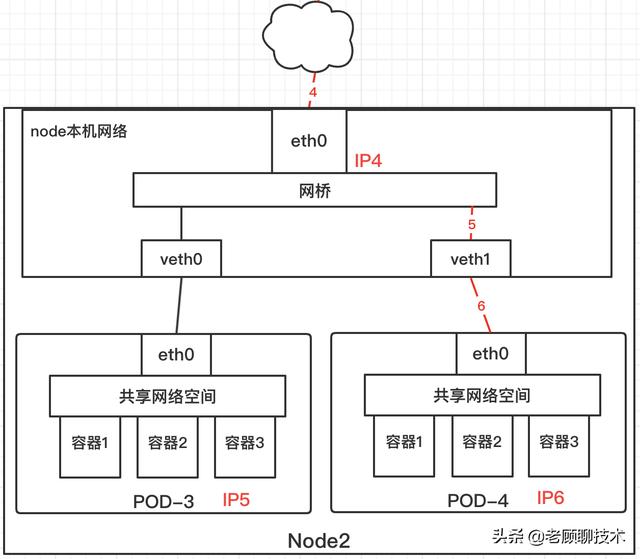 4
node本机网络
eth0
IP4
网桥
5
veth0
veth1
6
eth0
eth0
共享网络空间
共享网络空间
容器1
容器2
容器3
容器1
容器2
容器3
POD-3
IP5
POD-4
IP6
Node2
头条 @老顾聊技术